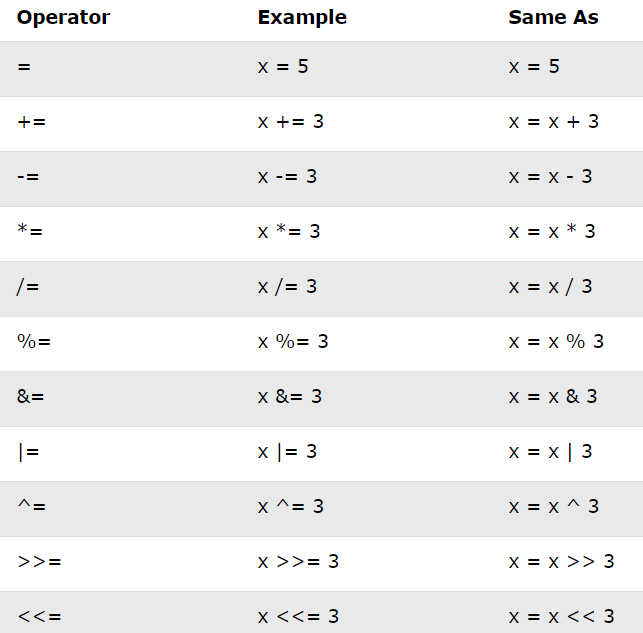 Operator Example Same As
= x = 5 x = 5
+= x += 3 x = x + 3
-= x -= 3 x = x - 3
*= x *= 3 x = x * 3
/= x /= 3 x = x / 3
%= x %= 3 x = x % 3
&= x &= 3 x = x & 3
|= x |= 3 x = x | 3
^= x ^= 3 x = x ^ 3
>>= x >>= 3 x = x >> 3
<<= x <<= 3 x = x << 3